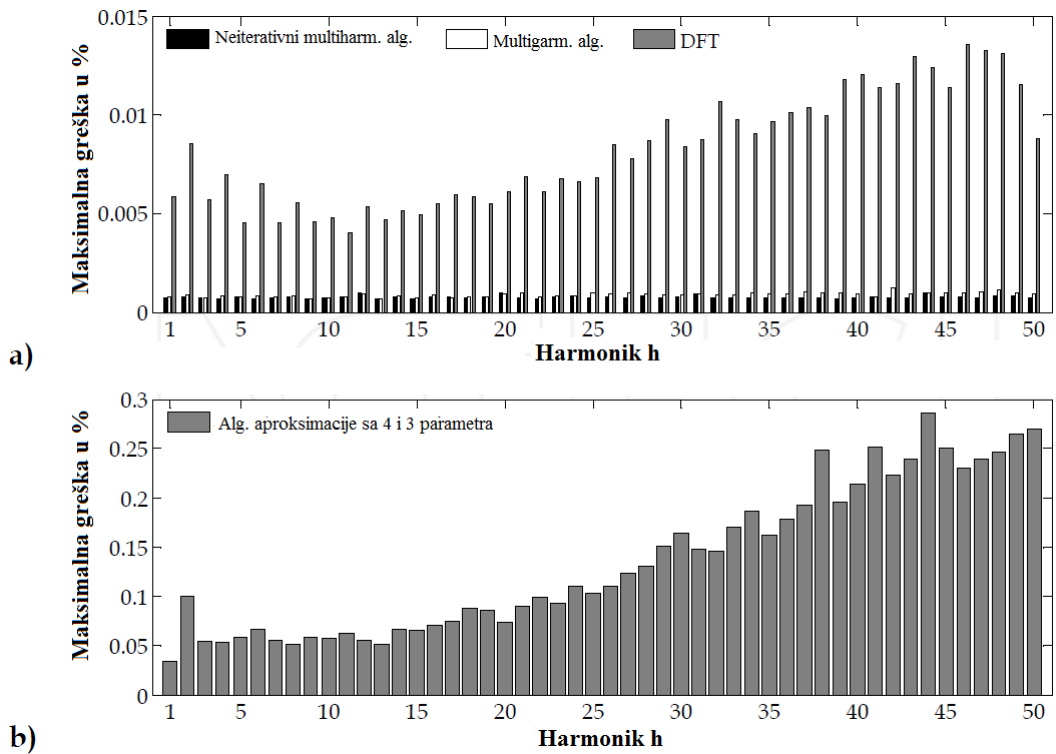 0.015
0.01
0.005
0
Maksimalna greška u %
Neiterativni multiharm. alg. Multigarm. alg. DFT
1 5 10 15 20 25 30 35 40 45 50
Harmonik h
a)
0.3
0.25
0.2
0.15
0.1
0.05
0
Maksimalna greška u %
Alg. aproksimacije sa 4 i 3 parametra
1 5 10 15 20 25 30 35 40 45 50
Harmonik h
b)